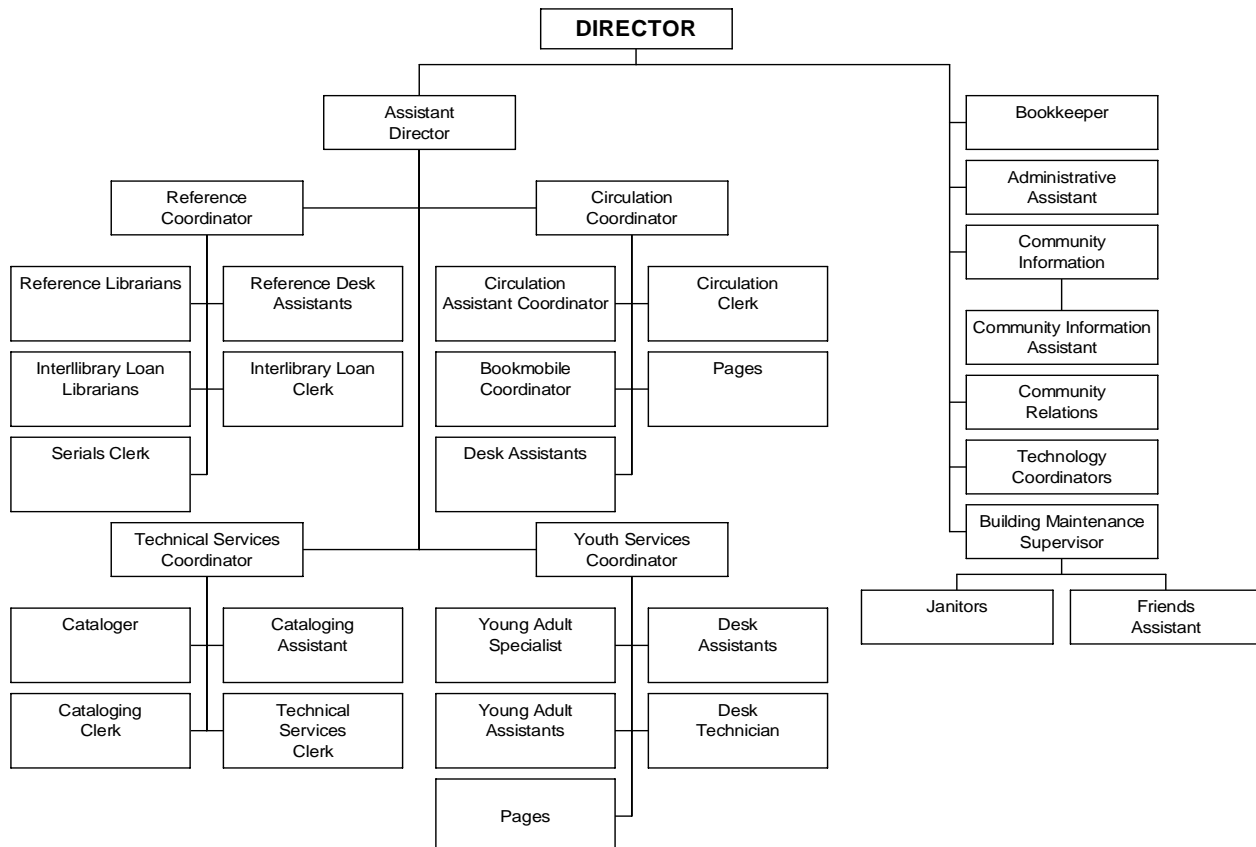 DIRECTOR
Assistant
Director
Bookkeeper
Administrative
Assistant
Reference
Coordinator
Circulation
Coordinator
Community
Information
Reference Librarians
Reference Desk
Assistants
Circulation
Assistant Coordinator
Circulation
Clerk
Community Information
Assistant
Interllibrary Loan
Librarians
Interlibrary Loan
Clerk
Bookmobile
Coordinator
Pages
Community
Relations
Serials Clerk
Desk Assistants
Technology
Coordinators
Building Maintenance
Supervisor
Technical Services
Coordinator
Youth Services
Coordinator
Janitors
Friends
Assistant
Cataloger
Cataloging
Assistant
Young Adult
Specialist
Desk
Assistants
Cataloging
Clerk
Technical
Services
Clerk
Young Adult
Assistants
Desk
Technician
Pages